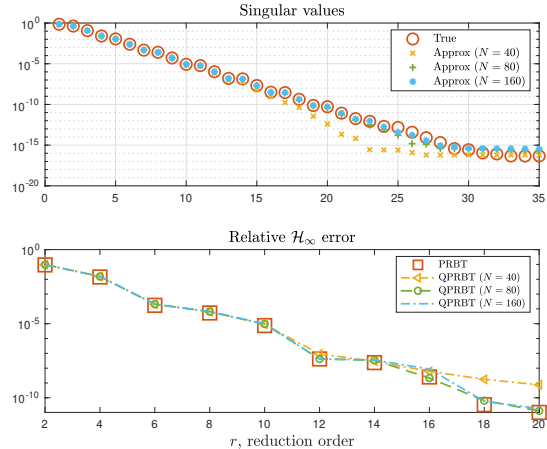 Singular values
10^0
10^-5
10^-10
10^-15
10^-20
True
Approx (N = 40)
Approx (N = 80)
Approx (N = 160)
0 5 10 15 20 25 30 35
Relative H∞ error
10^0
10^-5
10^-10
PRBT
QPRBT (N = 40)
QPRBT (N = 80)
QPRBT (N = 160)
2 4 6 8 10 12 14 16 18 20
r, reduction order